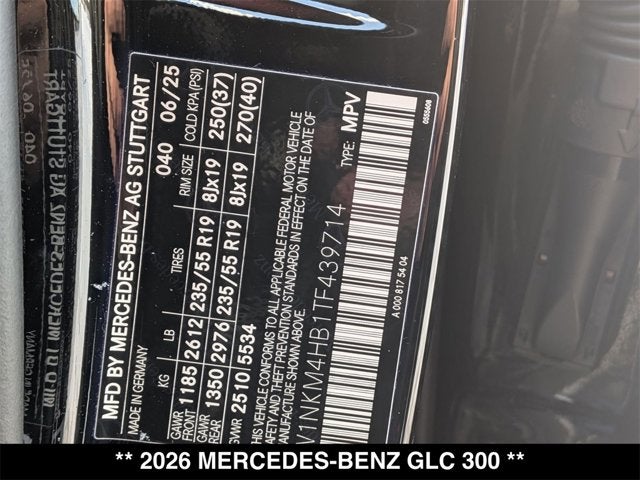 MFD BY MERCEDES-BENZ AG STUTTGART
MADE IN GERMANY 040 06/25
KG LB TIRES RIM SIZE COLD KPA (PSI)
GAWR FRONT 1185 2612 235/55 R19 8Jx19 250(37)
GAWR REAR 1350 2976 235/55 R19 8Jx19 270(40)
GVWR 2510 5534
THIS VEHICLE CONFORMS TO ALL APPLICABLE FEDERAL MOTOR VEHICLE
SAFETY AND THEFT PREVENTION STANDARDS IN EFFECT ON THE DATE OF
MANUFACTURE SHOWN ABOVE.
V1NKM4HB1TF439714 TYPE: MPV
A 000 817 54 04
0555608
** 2026 MERCEDES-BENZ GLC 300 **